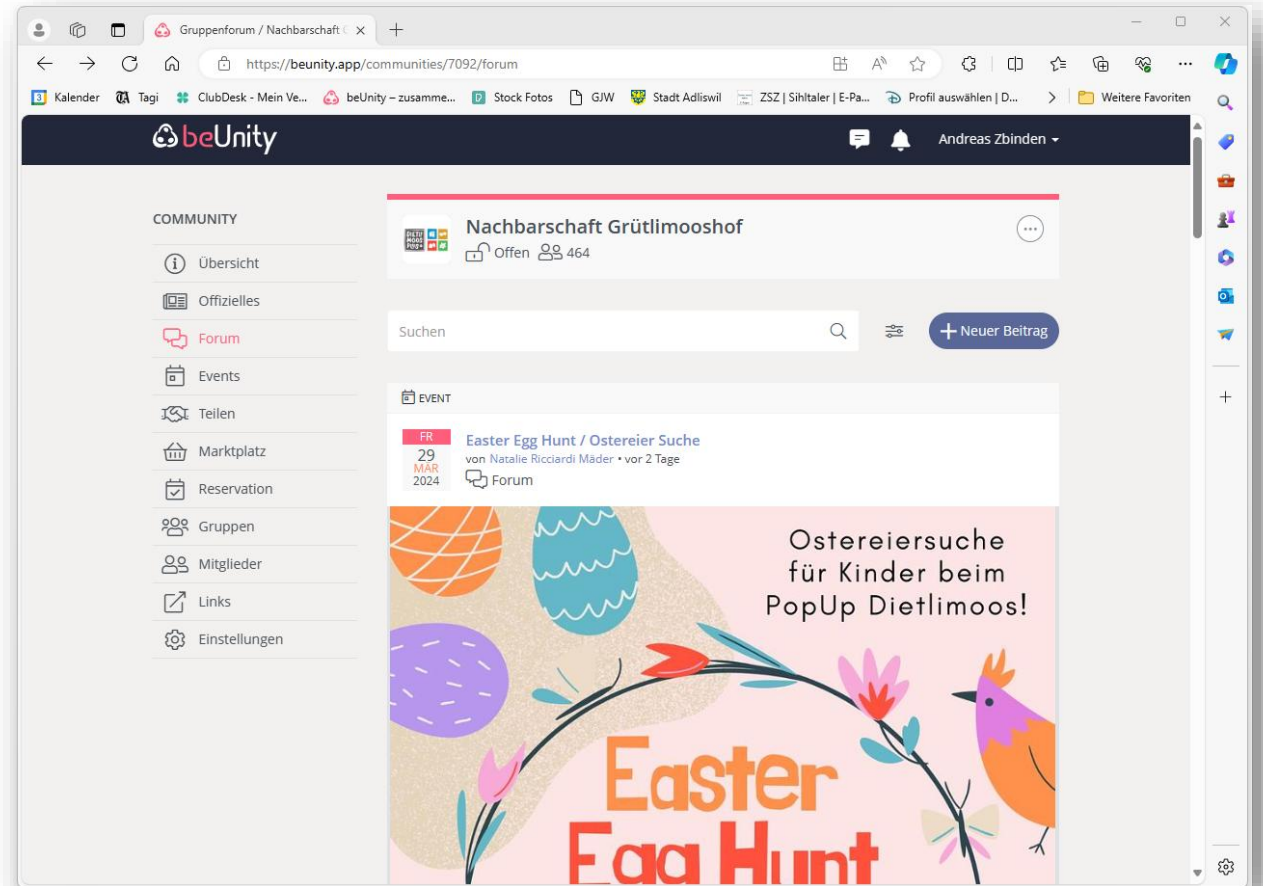 Gruppenforum / Nachbarschaft G
https://beunity.app/communities/7092/forum
Kalender Tagi ClubDesk - Mein Ve... beUnity – zusamme... Stock Fotos GJW Stadt Adliswil ZSZ | Sihltaler | E-Pa... Profil auswählen | D... Weitere Favoriten
beUnity
Andreas Zbinden
COMMUNITY
Übersicht
Offizielles
Forum
Events
Teilen
Marktplatz
Reservation
Gruppen
Mitglieder
Links
Einstellungen
Nachbarschaft Grütlimooshof
Offen 464
Suchen
Neuer Beitrag
EVENT
FR
29
MÄR
2024
Easter Egg Hunt / Ostereier Suche
von Natalie Ricciardi Mäder • vor 2 Tage
Forum
Ostereiersuche
für Kinder beim
PopUp Dietlimoos!
Easter
Egg Hunt